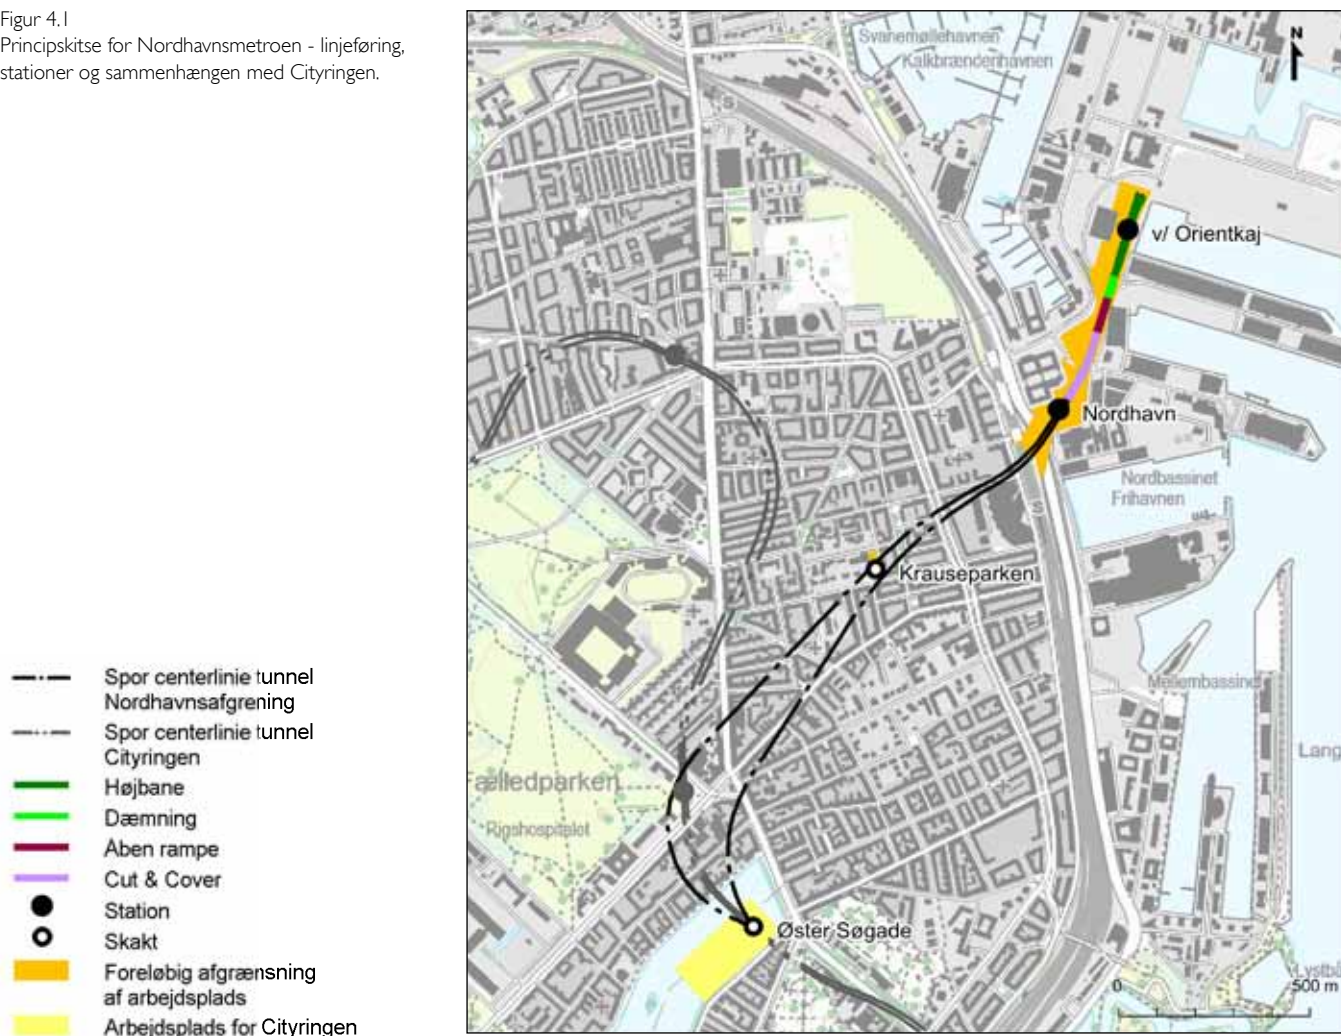 Figur 4.1
Principskitse for Nordhavnsmetroen - linjeføring,
stationer og sammenhængen med Cityringen.
Svanemøllehavnen
Kalkbrænderihavnen
N
S
v/ Orientkaj
Nordhavn
Nordbassinet
Frihavnen
S
Krauseparken
Mellembassinet
Fælledparken
Rigshospitalet
Lang
Øster Søgade
Lystbå
0
500 m
Spor centerlinie tunnel
Nordhavnsafgrening
Spor centerlinie tunnel
Cityringen
Højbane
Dæmning
Åben rampe
Cut & Cover
Station
Skakt
Foreløbig afgrænsning
af arbejdsplads
Arbejdsplads for Cityringen